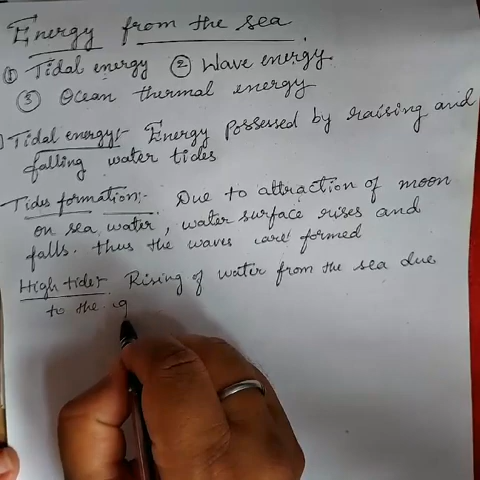 Energy from the sea
① Tidal energy ② Wave energy
③ Ocean thermal energy
) Tidal energy:- Energy Possessed by raising and
falling water tides
Tides formation:- Due to attraction of moon
on sea water, water surface rises and
falls. thus the waves are formed
High tide:- Rising of water from the sea due
to the g